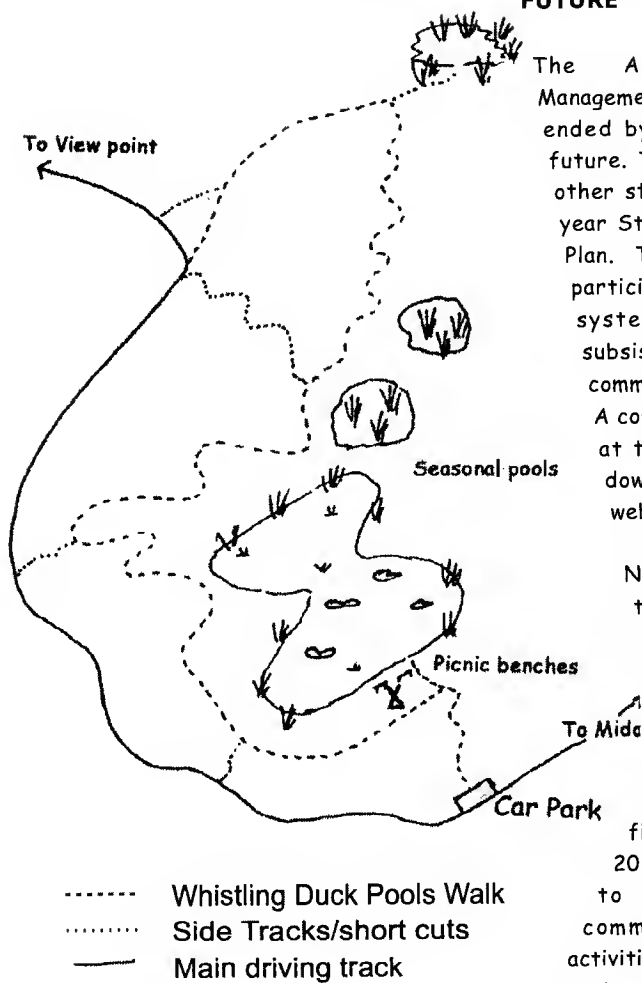 FUTURE
The A
Manageme
ended by
To View point
future. T
other st
year St
Plan. T
partici
system
subsis
comm
A co
at t
Seasonal pools
dow
wel
N
t
Picnic benches
To Mida
Car Park
fi
20
to
comm
activiti
Whistling Duck Pools Walk
Side Tracks/short cuts
Main driving track